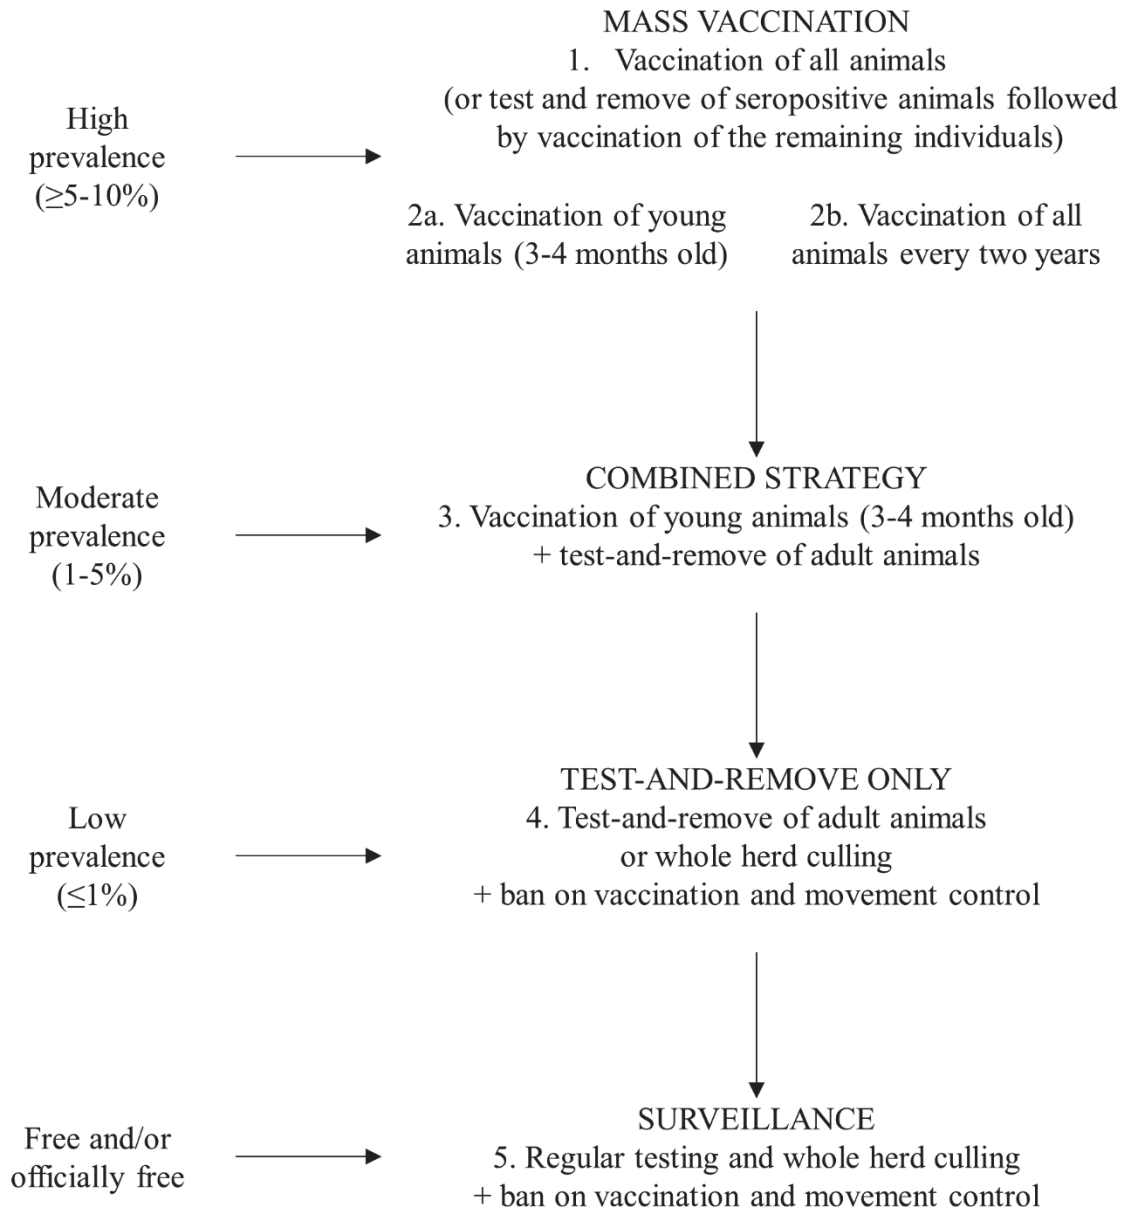 High
prevalence
(≥5-10%)
MASS VACCINATION
1. Vaccination of all animals
(or test and remove of seropositive animals followed
by vaccination of the remaining individuals)
2a. Vaccination of young
animals (3-4 months old)
2b. Vaccination of all
animals every two years
Moderate
prevalence
(1-5%)
COMBINED STRATEGY
3. Vaccination of young animals (3-4 months old)
+ test-and-remove of adult animals
Low
prevalence
(≤1%)
TEST-AND-REMOVE ONLY
4. Test-and-remove of adult animals
or whole herd culling
+ ban on vaccination and movement control
Free and/or
officially free
SURVEILLANCE
5. Regular testing and whole herd culling
+ ban on vaccination and movement control